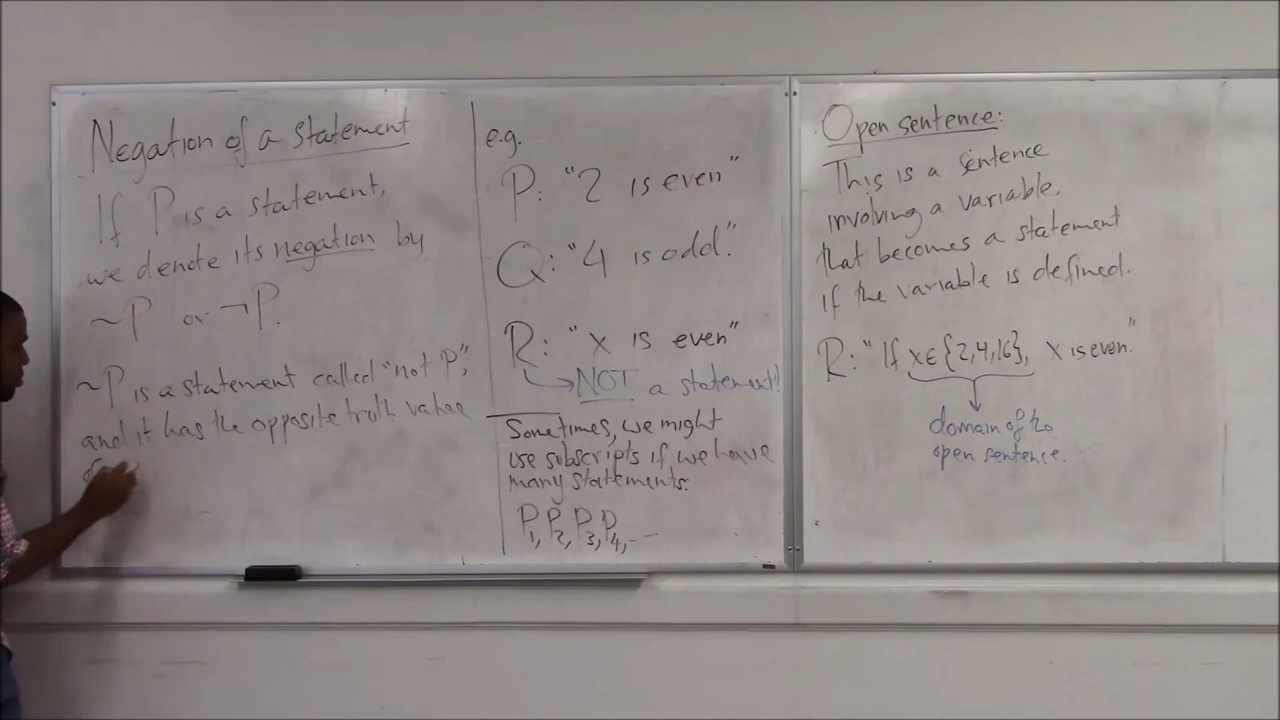 Negation of a statement
If P is a statement,
we denote its negation by
~P or ¬P.
~P is a statement called "not P",
and it has the opposite truth value
of
e.g.
P: "2 is even"
Q: "4 is odd."
R: "x is even"
NOT a statement!
Sometimes, we might
use subscripts if we have
many statements:
P₁, P₂, P₃, P₄, ...
Open sentence:
This is a sentence
involving a variable,
that becomes a statement
if the variable is defined.
R: "If x∈{2,4,16}, x is even."
domain of the
open sentence.